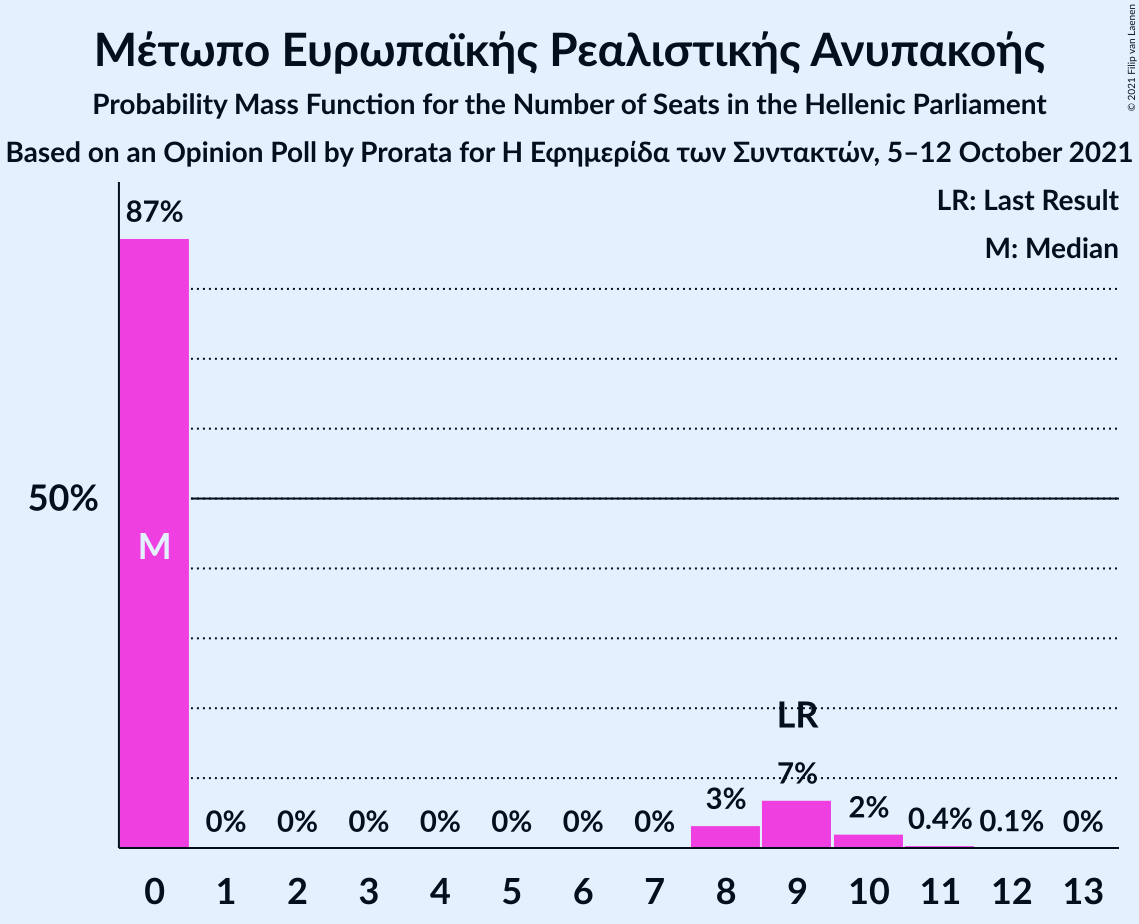 Μέτωπο Ευρωπαϊκής Ρεαλιστικής Ανυπακοής
Probability Mass Function for the Number of Seats in the Hellenic Parliament
Based on an Opinion Poll by Prorata for Η Εφημερίδα των Συντακτών, 5–12 October 2021
© 2021 Filip van Laenen
LR: Last Result
M: Median
87%
50%
M
LR
0% 0% 0% 0% 0% 0% 0% 3% 7% 2% 0.4% 0.1% 0%
0 1 2 3 4 5 6 7 8 9 10 11 12 13